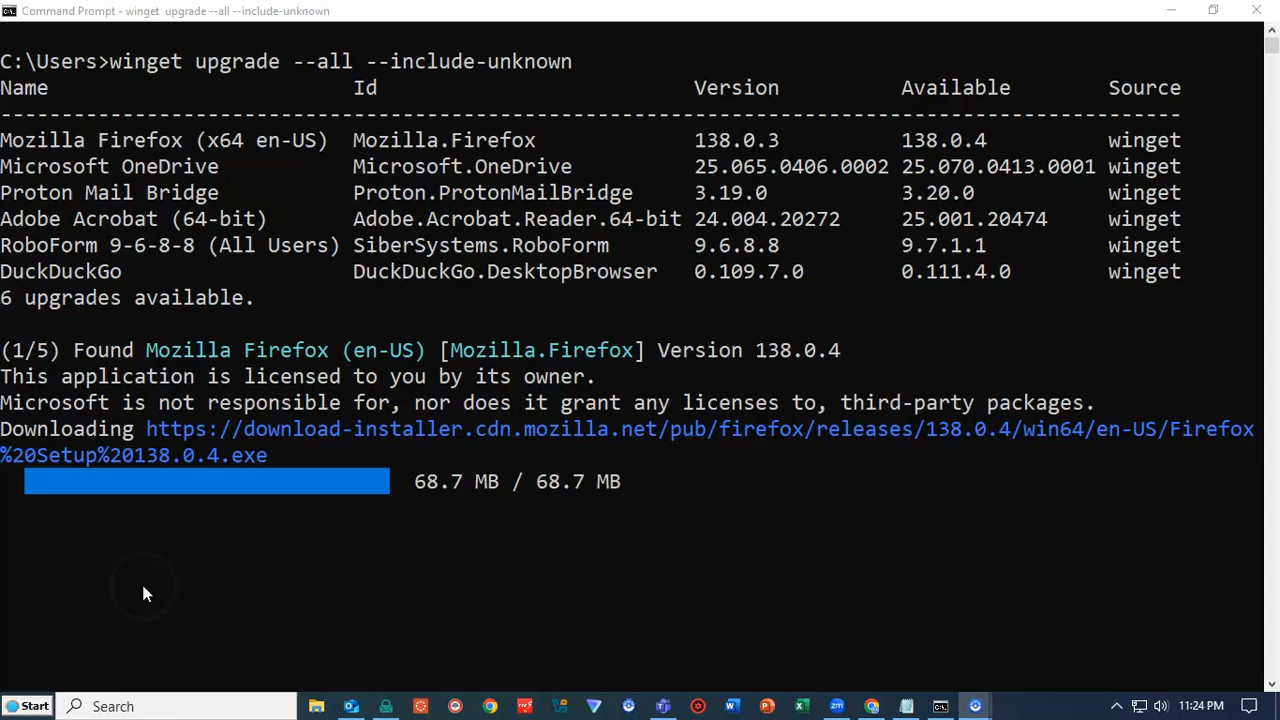 Command Prompt - winget  upgrade --all --include-unknown
C:\Users>winget upgrade --all --include-unknown
Name Id Version Available Source
-----------------------------------------------------------------------------------------------
Mozilla Firefox (x64 en-US) Mozilla.Firefox 138.0.3 138.0.4 winget
Microsoft OneDrive Microsoft.OneDrive 25.065.0406.0002 25.070.0413.0001 winget
Proton Mail Bridge Proton.ProtonMailBridge 3.19.0 3.20.0 winget
Adobe Acrobat (64-bit) Adobe.Acrobat.Reader.64-bit 24.004.20272 25.001.20474 winget
RoboForm 9-6-8-8 (All Users) SiberSystems.RoboForm 9.6.8.8 9.7.1.1 winget
DuckDuckGo DuckDuckGo.DesktopBrowser 0.109.7.0 0.111.4.0 winget
6 upgrades available.
(1/5) Found Mozilla Firefox (en-US) [Mozilla.Firefox] Version 138.0.4
This application is licensed to you by its owner.
Microsoft is not responsible for, nor does it grant any licenses to, third-party packages.
Downloading https://download-installer.cdn.mozilla.net/pub/firefox/releases/138.0.4/win64/en-US/Firefox
%20Setup%20138.0.4.exe
68.7 MB / 68.7 MB
Start Search 11:24 PM